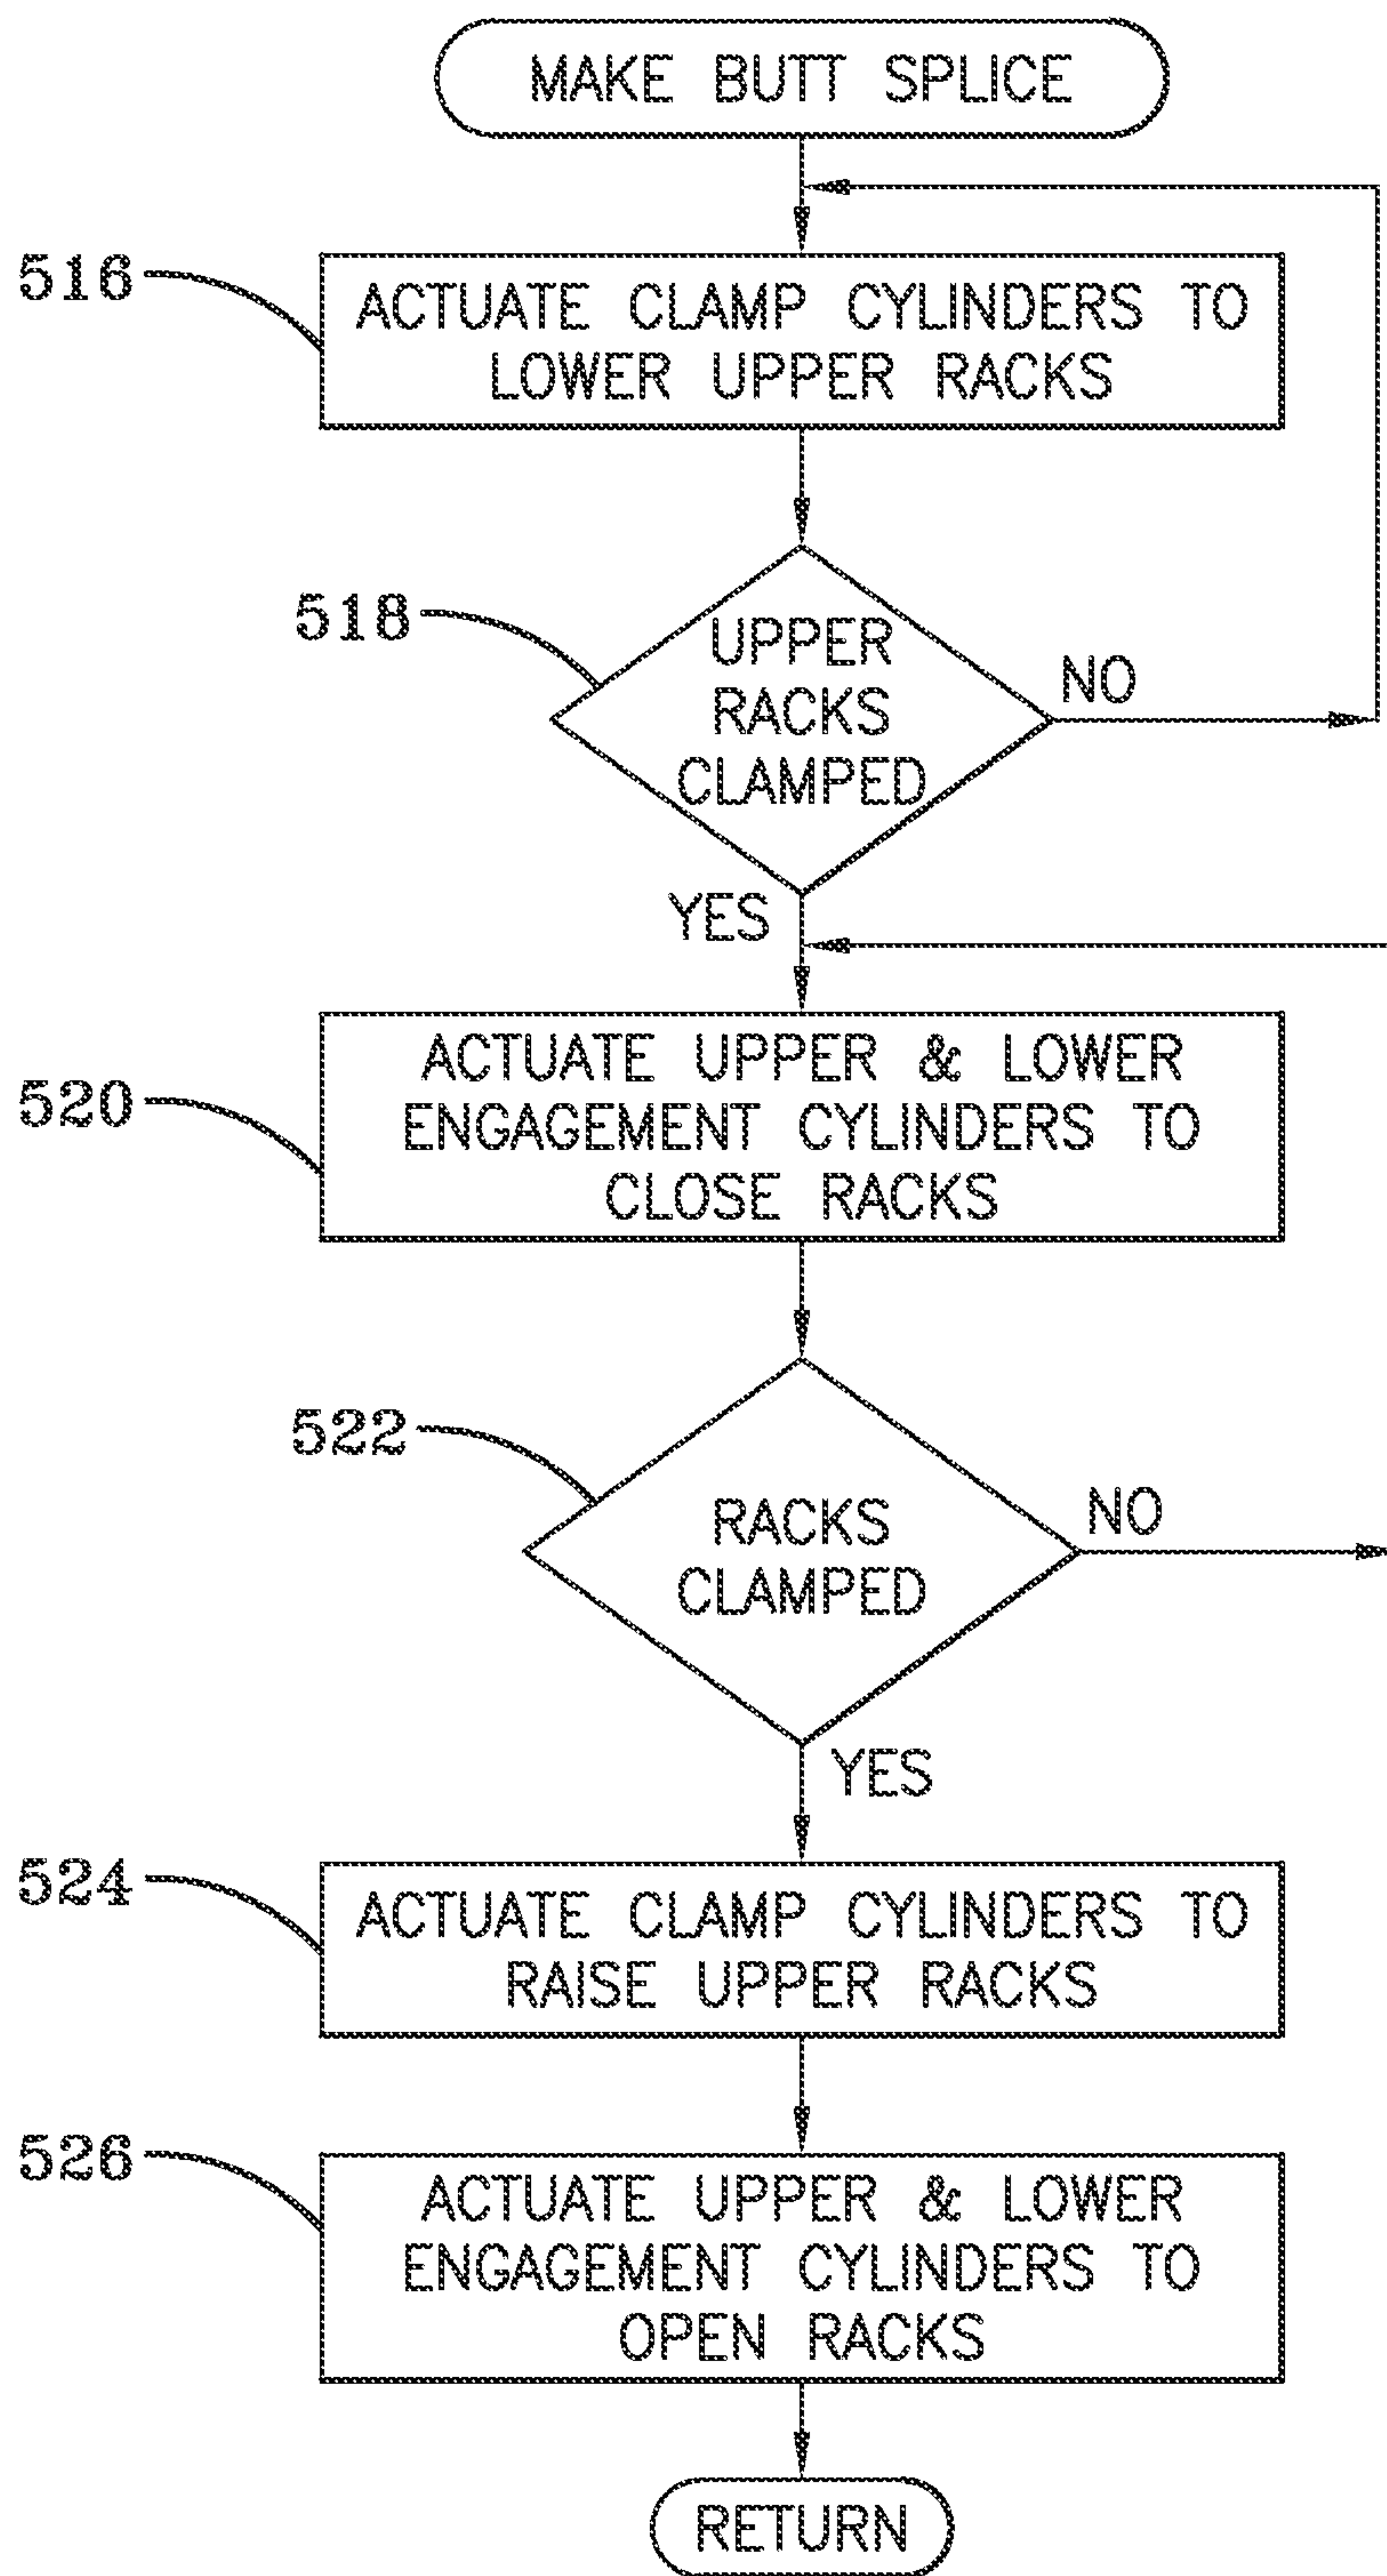 MAKE BUTT SPLICE
516
ACTUATE CLAMP CYLINDERS TO
LOWER UPPER RACKS
518
UPPER
RACKS
CLAMPED
NO
YES
520
ACTUATE UPPER & LOWER
ENGAGEMENT CYLINDERS TO
CLOSE RACKS
522
RACKS
CLAMPED
NO
YES
524
ACTUATE CLAMP CYLINDERS TO
RAISE UPPER RACKS
526
ACTUATE UPPER & LOWER
ENGAGEMENT CYLINDERS TO
OPEN RACKS
RETURN